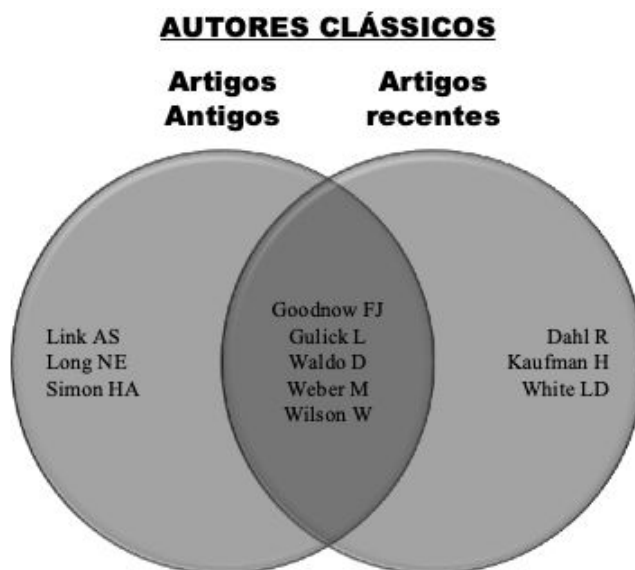 AUTORES CLÁSSICOS
Artigos
Antigos
Artigos
recentes
Link AS
Long NE
Simon HA
Goodnow FJ
Gulick L
Waldo D
Weber M
Wilson W
Dahl R
Kaufman H
White LD